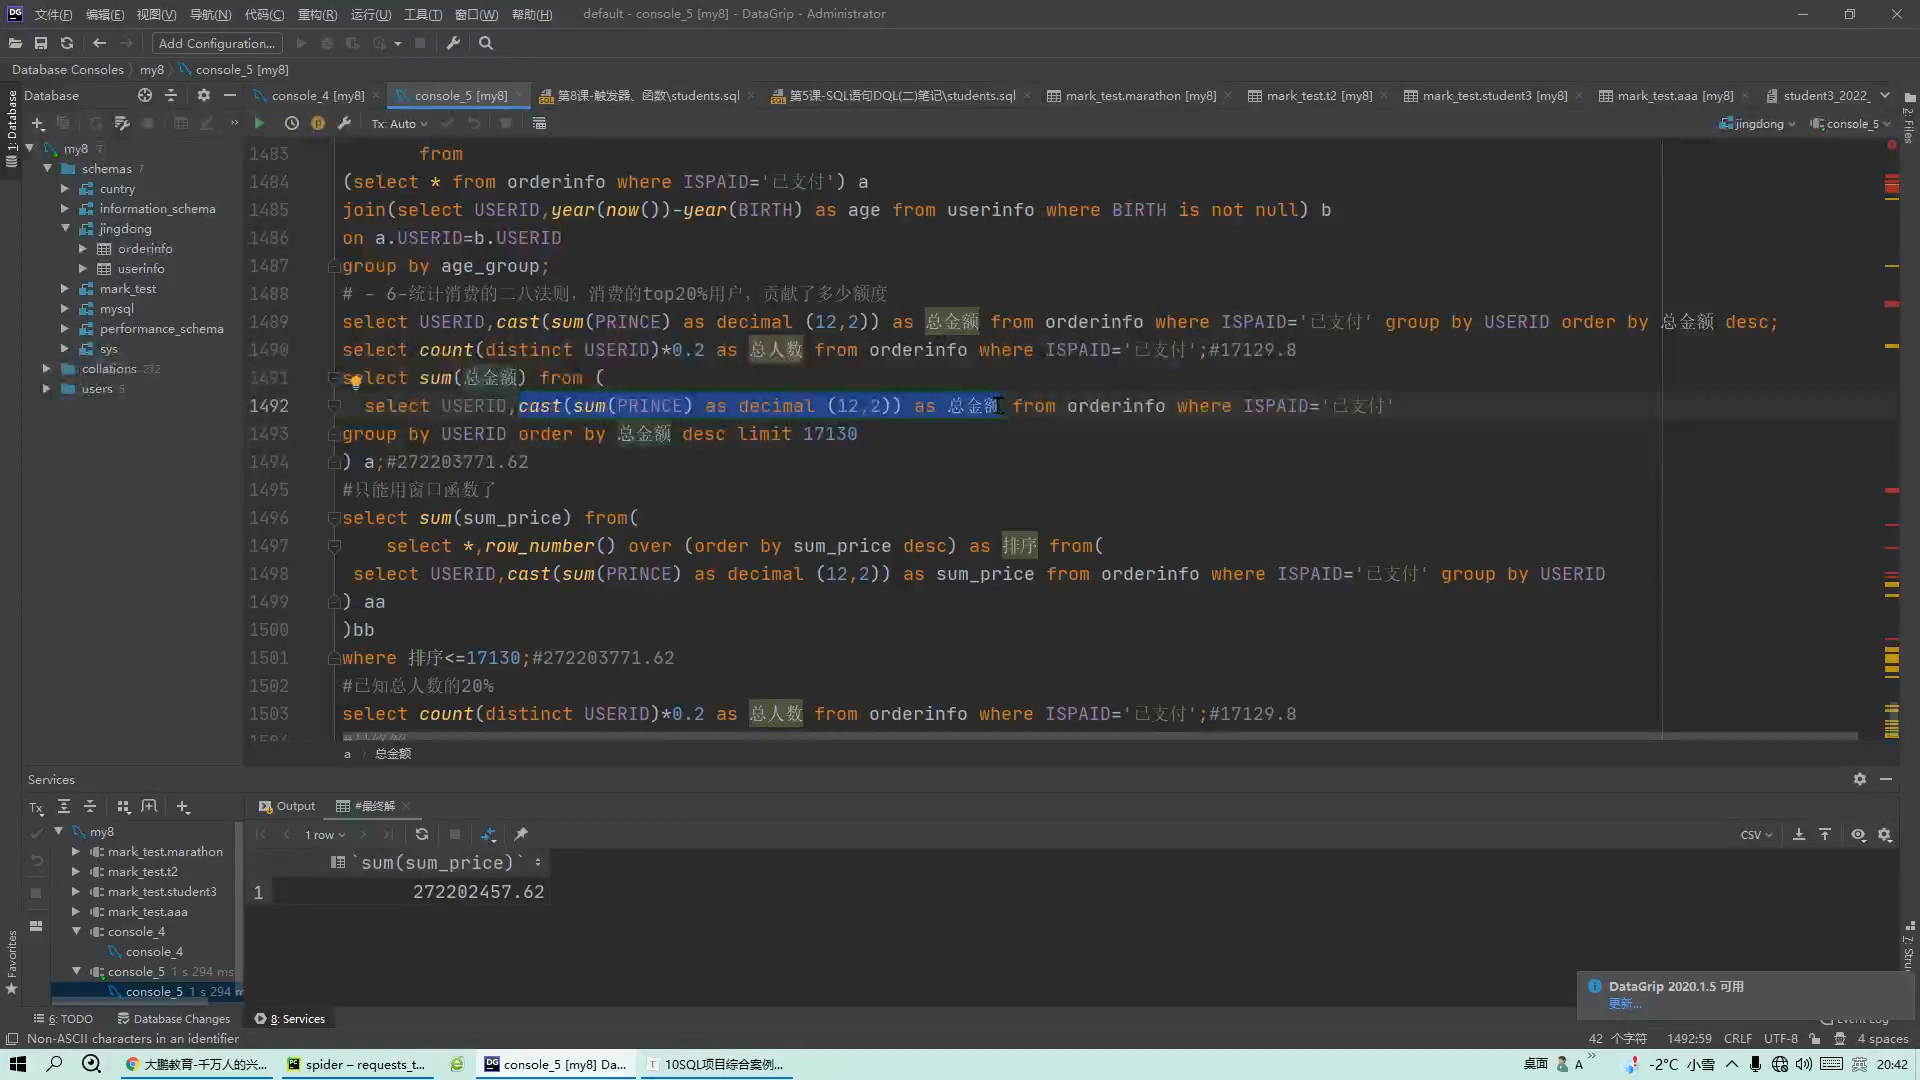 文件(F) 编辑(E) 视图(V) 导航(N) 代码(C) 重构(R) 运行(U) 工具(T) 窗口(W) 帮助(H) default - console_5 [my8] - DataGrip - Administrator
Add Configuration...
Database Consoles my8 console_5 [my8]
Database
console_4 [my8] console_5 [my8] 第8课-触发器、函数\students.sql 第5课-SQL语句DQL(二)笔记\students.sql mark_test.marathon [my8] mark_test.t2 [my8] mark_test.student3 [my8] mark_test.aaa [my8] student3_2022_
Tx: Auto jingdong console_5
1: Database
2: Files
my8 7
schemas 7
cuntry
information_schema
jingdong
orderinfo
userinfo
mark_test
mysql
performance_schema
sys
collations 272
users 5
1483 from
1484 (select * from orderinfo where ISPAID='已支付') a
1485 join(select USERID,year(now())-year(BIRTH) as age from userinfo where BIRTH is not null) b
1486 on a.USERID=b.USERID
1487 group by age_group;
1488 # - 6-统计消费的二八法则，消费的top20%用户，贡献了多少额度
1489 select USERID,cast(sum(PRINCE) as decimal (12,2)) as 总金额 from orderinfo where ISPAID='已支付' group by USERID order by 总金额 desc;
1490 select count(distinct USERID)*0.2 as 总人数 from orderinfo where ISPAID='已支付';#17129.8
1491 select sum(总金额) from (
1492 select USERID,cast(sum(PRINCE) as decimal (12,2)) as 总金额 from orderinfo where ISPAID='已支付'
1493 group by USERID order by 总金额 desc limit 17130
1494 ) a;#272203771.62
1495 #只能用窗口函数了
1496 select sum(sum_price) from(
1497 select *,row_number() over (order by sum_price desc) as 排序 from(
1498 select USERID,cast(sum(PRINCE) as decimal (12,2)) as sum_price from orderinfo where ISPAID='已支付' group by USERID
1499 ) aa
1500 )bb
1501 where 排序<=17130;#272203771.62
1502 #已知总人数的20%
1503 select count(distinct USERID)*0.2 as 总人数 from orderinfo where ISPAID='已支付';#17129.8
a 总金额
Services
Tx
my8
mark_test.marathon
mark_test.t2
mark_test.student3
mark_test.aaa
console_4
console_4
console_5 1 s 294 ms
console_5 1 s 294 m
Output #最终解
1 row CSV
`sum(sum_price)`
1 272202457.62
Favorites
DataGrip 2020.1.5 可用
更新...
6: TODO Database Changes 8: Services Event Log
Non-ASCII characters in an identifier 42 个字符 1492:59 CRLF UTF-8 4 spaces
大鹏教育-千万人的兴... spider – requests_t... console_5 [my8] Da... 10SQL项目综合案例... 桌面 A -2°C 小雪 英 20:42